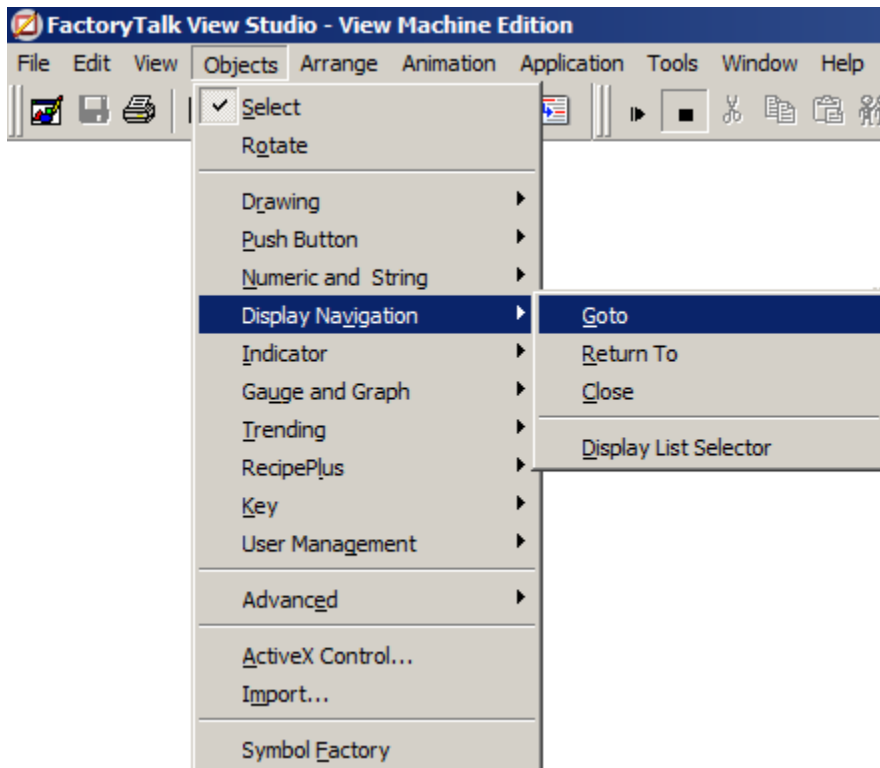 FactoryTalk View Studio - View Machine Edition
File Edit View Objects Arrange Animation Application Tools Window Help
Select
Rotate
Drawing
Push Button
Numeric and String
Display Navigation
Goto
Indicator
Return To
Gauge and Graph
Close
Trending
Display List Selector
RecipePlus
Key
User Management
Advanced
ActiveX Control...
Import...
Symbol Factory